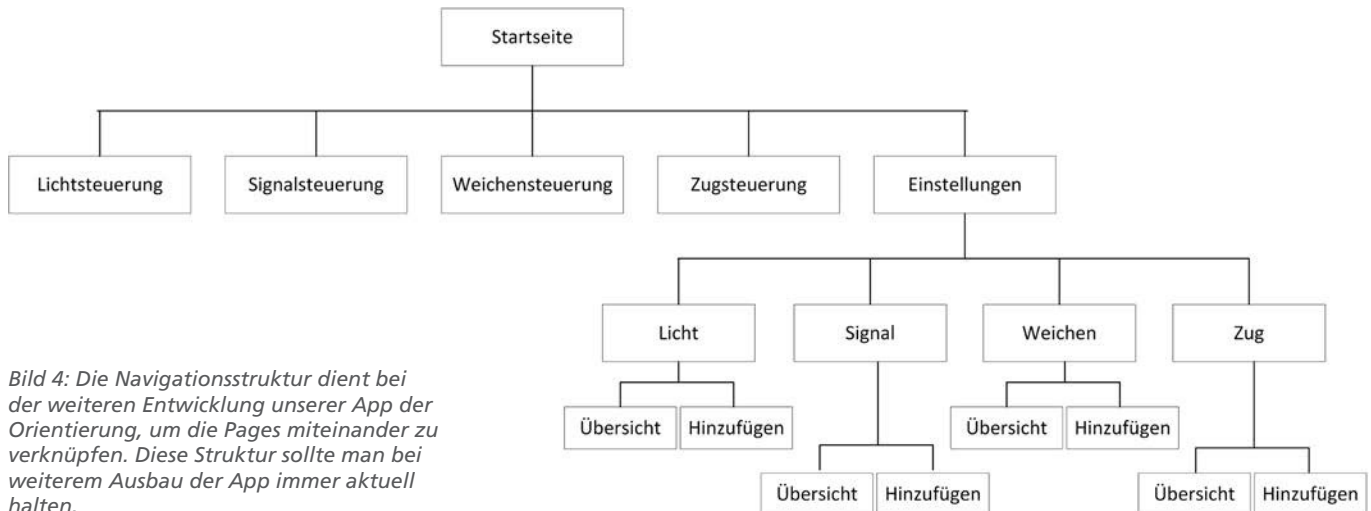 Startseite
Lichtsteuerung Signalsteuerung Weichensteuerung Zugsteuerung Einstellungen
Licht Signal Weichen Zug
Übersicht Hinzufügen Übersicht Hinzufügen
Übersicht Hinzufügen Übersicht Hinzufügen
Bild 4: Die Navigationsstruktur dient bei
der weiteren Entwicklung unserer App der
Orientierung, um die Pages miteinander zu
verknüpfen. Diese Struktur sollte man bei
weiterem Ausbau der App immer aktuell
halten.